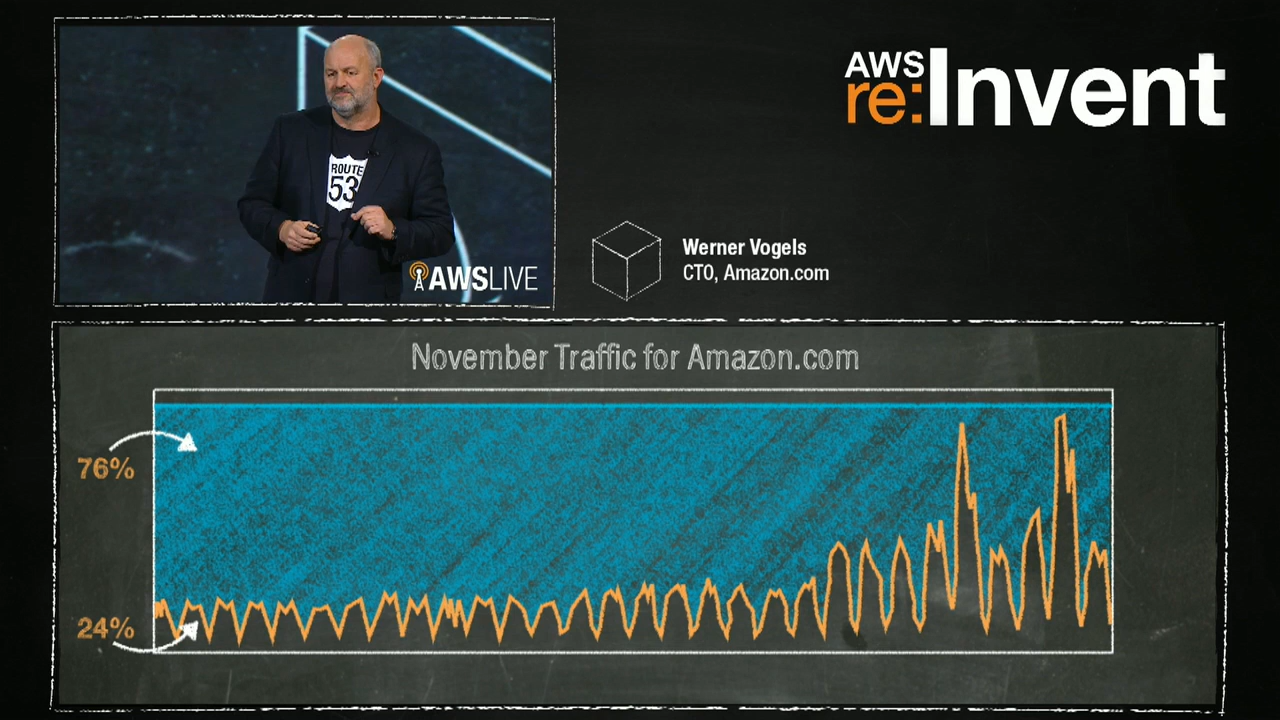 ROUTE
53
AWSLIVE
AWS
re:Invent
Werner Vogels
CTO, Amazon.com
November Traffic for Amazon.com
76%
24%